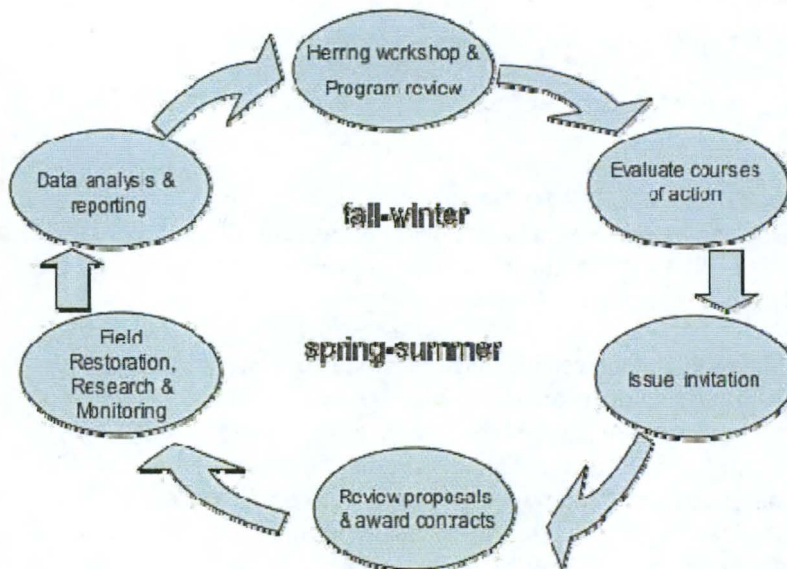 Herring workshop &
Program review
Evaluate courses
of action
Issue invitation
Review proposals
& award contracts
Field
Restoration,
Research &
Monitoring
Data analysis &
reporting
fall-winter
spring-summer